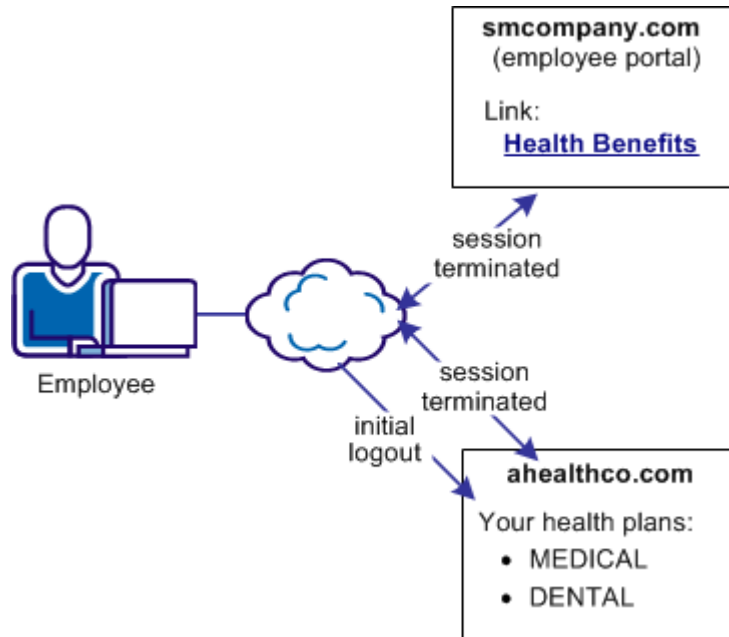 smcompany.com
(employee portal)
Link:
Health Benefits
session
terminated
Employee
session
terminated
initial
logout
ahealthco.com
Your health plans:
• MEDICAL
• DENTAL